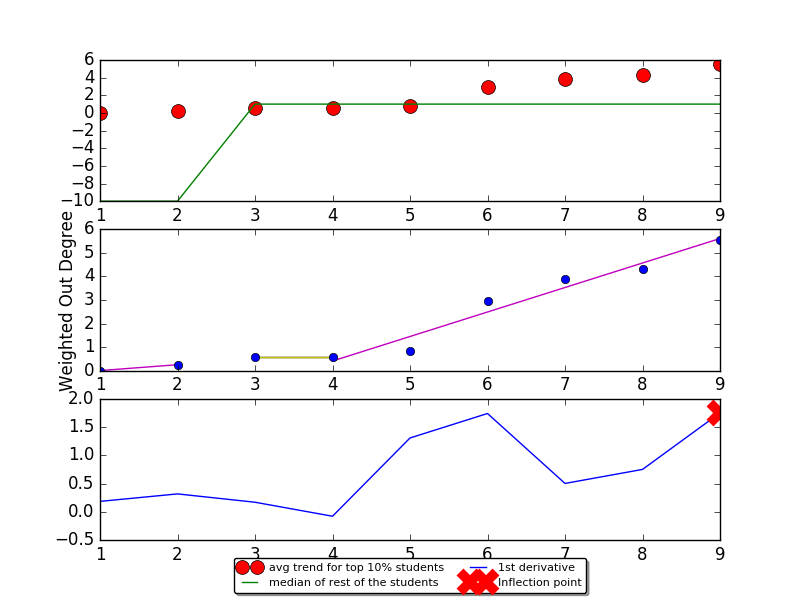 6
4
2
0
−2
−4
−6
−8
−10
1 2 3 4 5 6 7 8 9
Weighted Out Degree
6
5
4
3
2
1
0
1 2 3 4 5 6 7 8 9
2.0
1.5
1.0
0.5
0.0
−0.5
1 2 3 4 5 6 7 8 9
avg trend for top 10% students
median of rest of the students
1st derivative
Inflection point